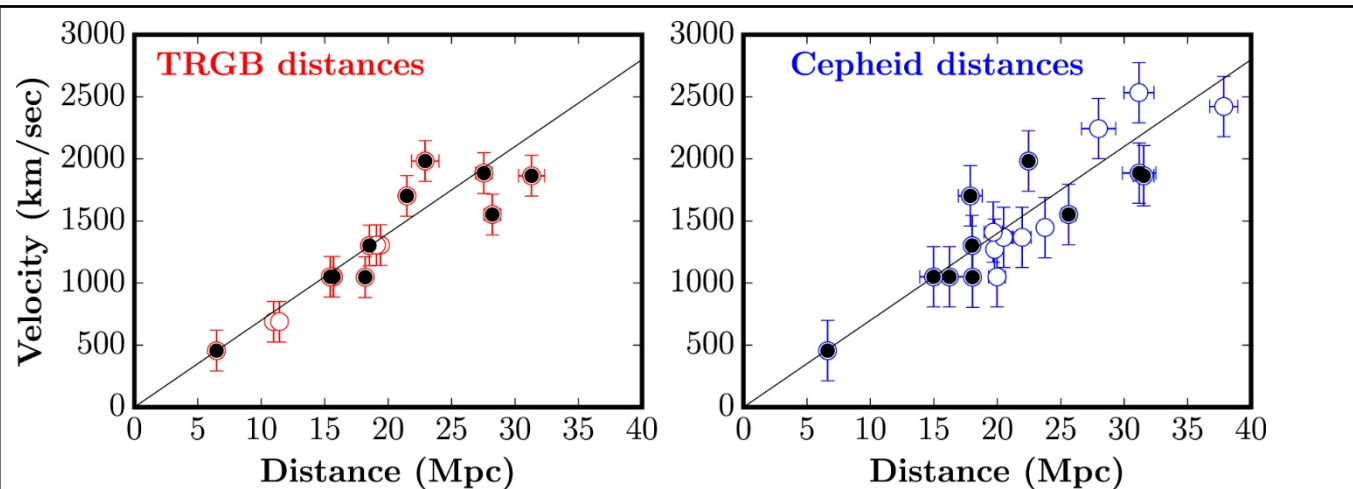 TRGB distances
Velocity (km/sec)
3000
2500
2000
1500
1000
500
0
0 5 10 15 20 25 30 35 40
Distance (Mpc)
Cepheid distances
3000
2500
2000
1500
1000
500
0
0 5 10 15 20 25 30 35 40
Distance (Mpc)